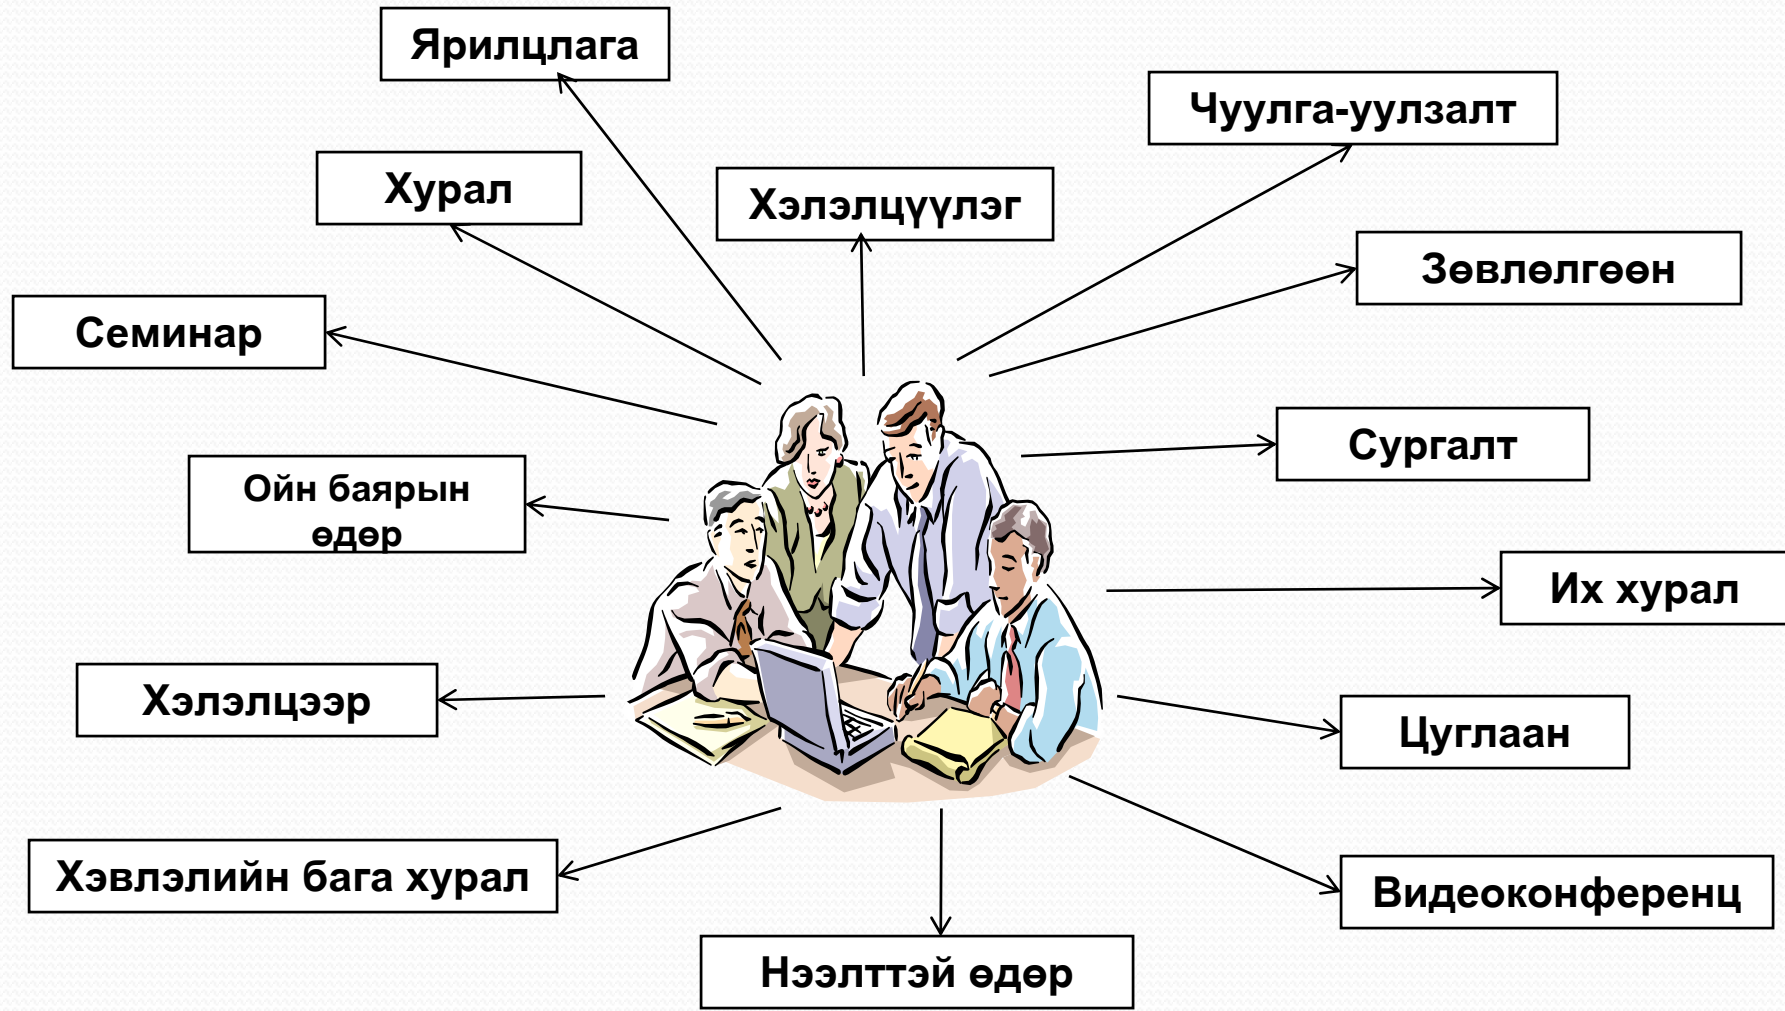 Ярилцлага
Чуулга-уулзалт
Хурал
Хэлэлцүүлэг
Зөвлөлгөөн
Семинар
Сургалт
Ойн баярын
өдөр
Их хурал
Хэлэлцээр
Цуглаан
Хэвлэлийн бага хурал
Видеоконференц
Нээлттэй өдөр